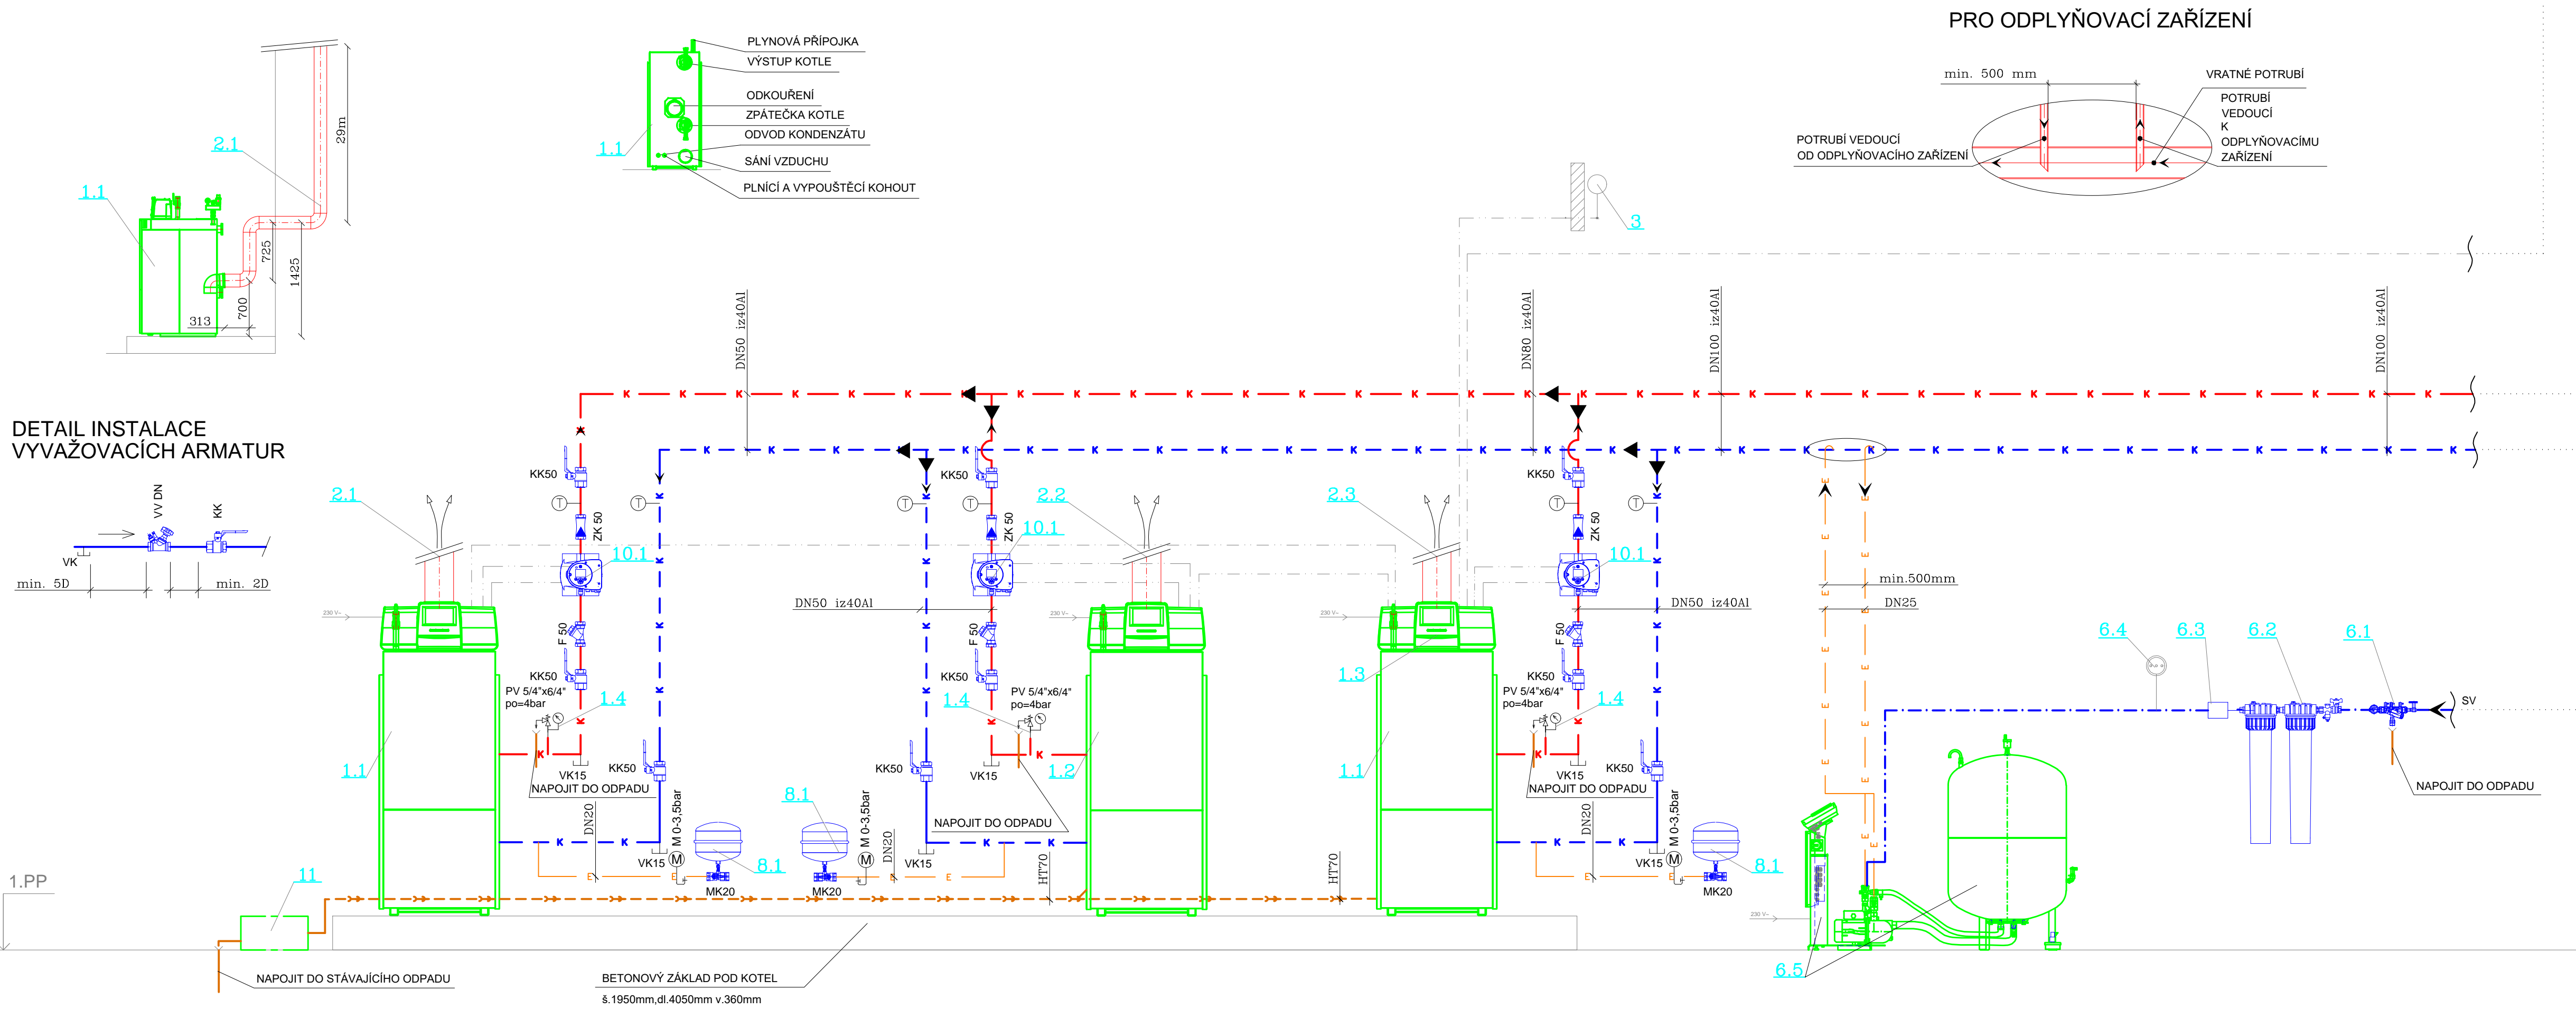 PRO ODPLYŇOVACÍ ZAŘÍZENÍ
min. 500 mm
VRATNÉ POTRUBÍ
POTRUBÍ
VEDOUCÍ
K
ODPLYŇOVACÍMU
ZAŘÍZENÍ
POTRUBÍ VEDOUCÍ
OD ODPLYŇOVACÍHO ZAŘÍZENÍ
PLYNOVÁ PŘÍPOJKA
VÝSTUP KOTLE
ODKOUŘENÍ
ZPÁTEČKA KOTLE
ODVOD KONDENZÁTU
SÁNÍ VZDUCHU
PLNÍCÍ A VYPOUŠTĚCÍ KOHOUT
1.1
2.1
1.1
29m
725
1425
700
313
3
DN50 iz40Al
DN80 iz40Al
DN100 iz40Al
DN100 iz40Al
DETAIL INSTALACE
VYVAŽOVACÍCH ARMATUR
VV DN
KK
VK
min. 5D
min. 2D
2.1
KK50
T
T
ZK 50
10.1
F 50
KK50
PV 5/4"x6/4"
po=4bar
1.4
230 V~
1.1
VK15
KK50
NAPOJIT DO ODPADU
DN20
VK15
M 0-3,5bar
M
8.1
MK20
KK50
T
T
ZK 50
10.1
2.2
DN50 iz40Al
F 50
KK50
PV 5/4"x6/4"
po=4bar
1.4
230 V~
1.2
KK50
VK15
NAPOJIT DO ODPADU
8.1
M 0-3,5bar
M
DN20
VK15
MK20
HT70
2.3
KK50
T
T
ZK 50
10.1
DN50 iz40Al
F 50
KK50
PV 5/4"x6/4"
po=4bar
1.4
230 V~
1.3
1.1
VK15
KK50
NAPOJIT DO ODPADU
DN20
VK15
M 0-3,5bar
M
8.1
MK20
HT70
min.500mm
DN25
6.4
6.3
6.2
6.1
SV
NAPOJIT DO ODPADU
230 V~
6.5
1.PP
11
NAPOJIT DO STÁVAJÍCÍHO ODPADU
BETONOVÝ ZÁKLAD POD KOTEL
š.1950mm,dl.4050mm v.360mm